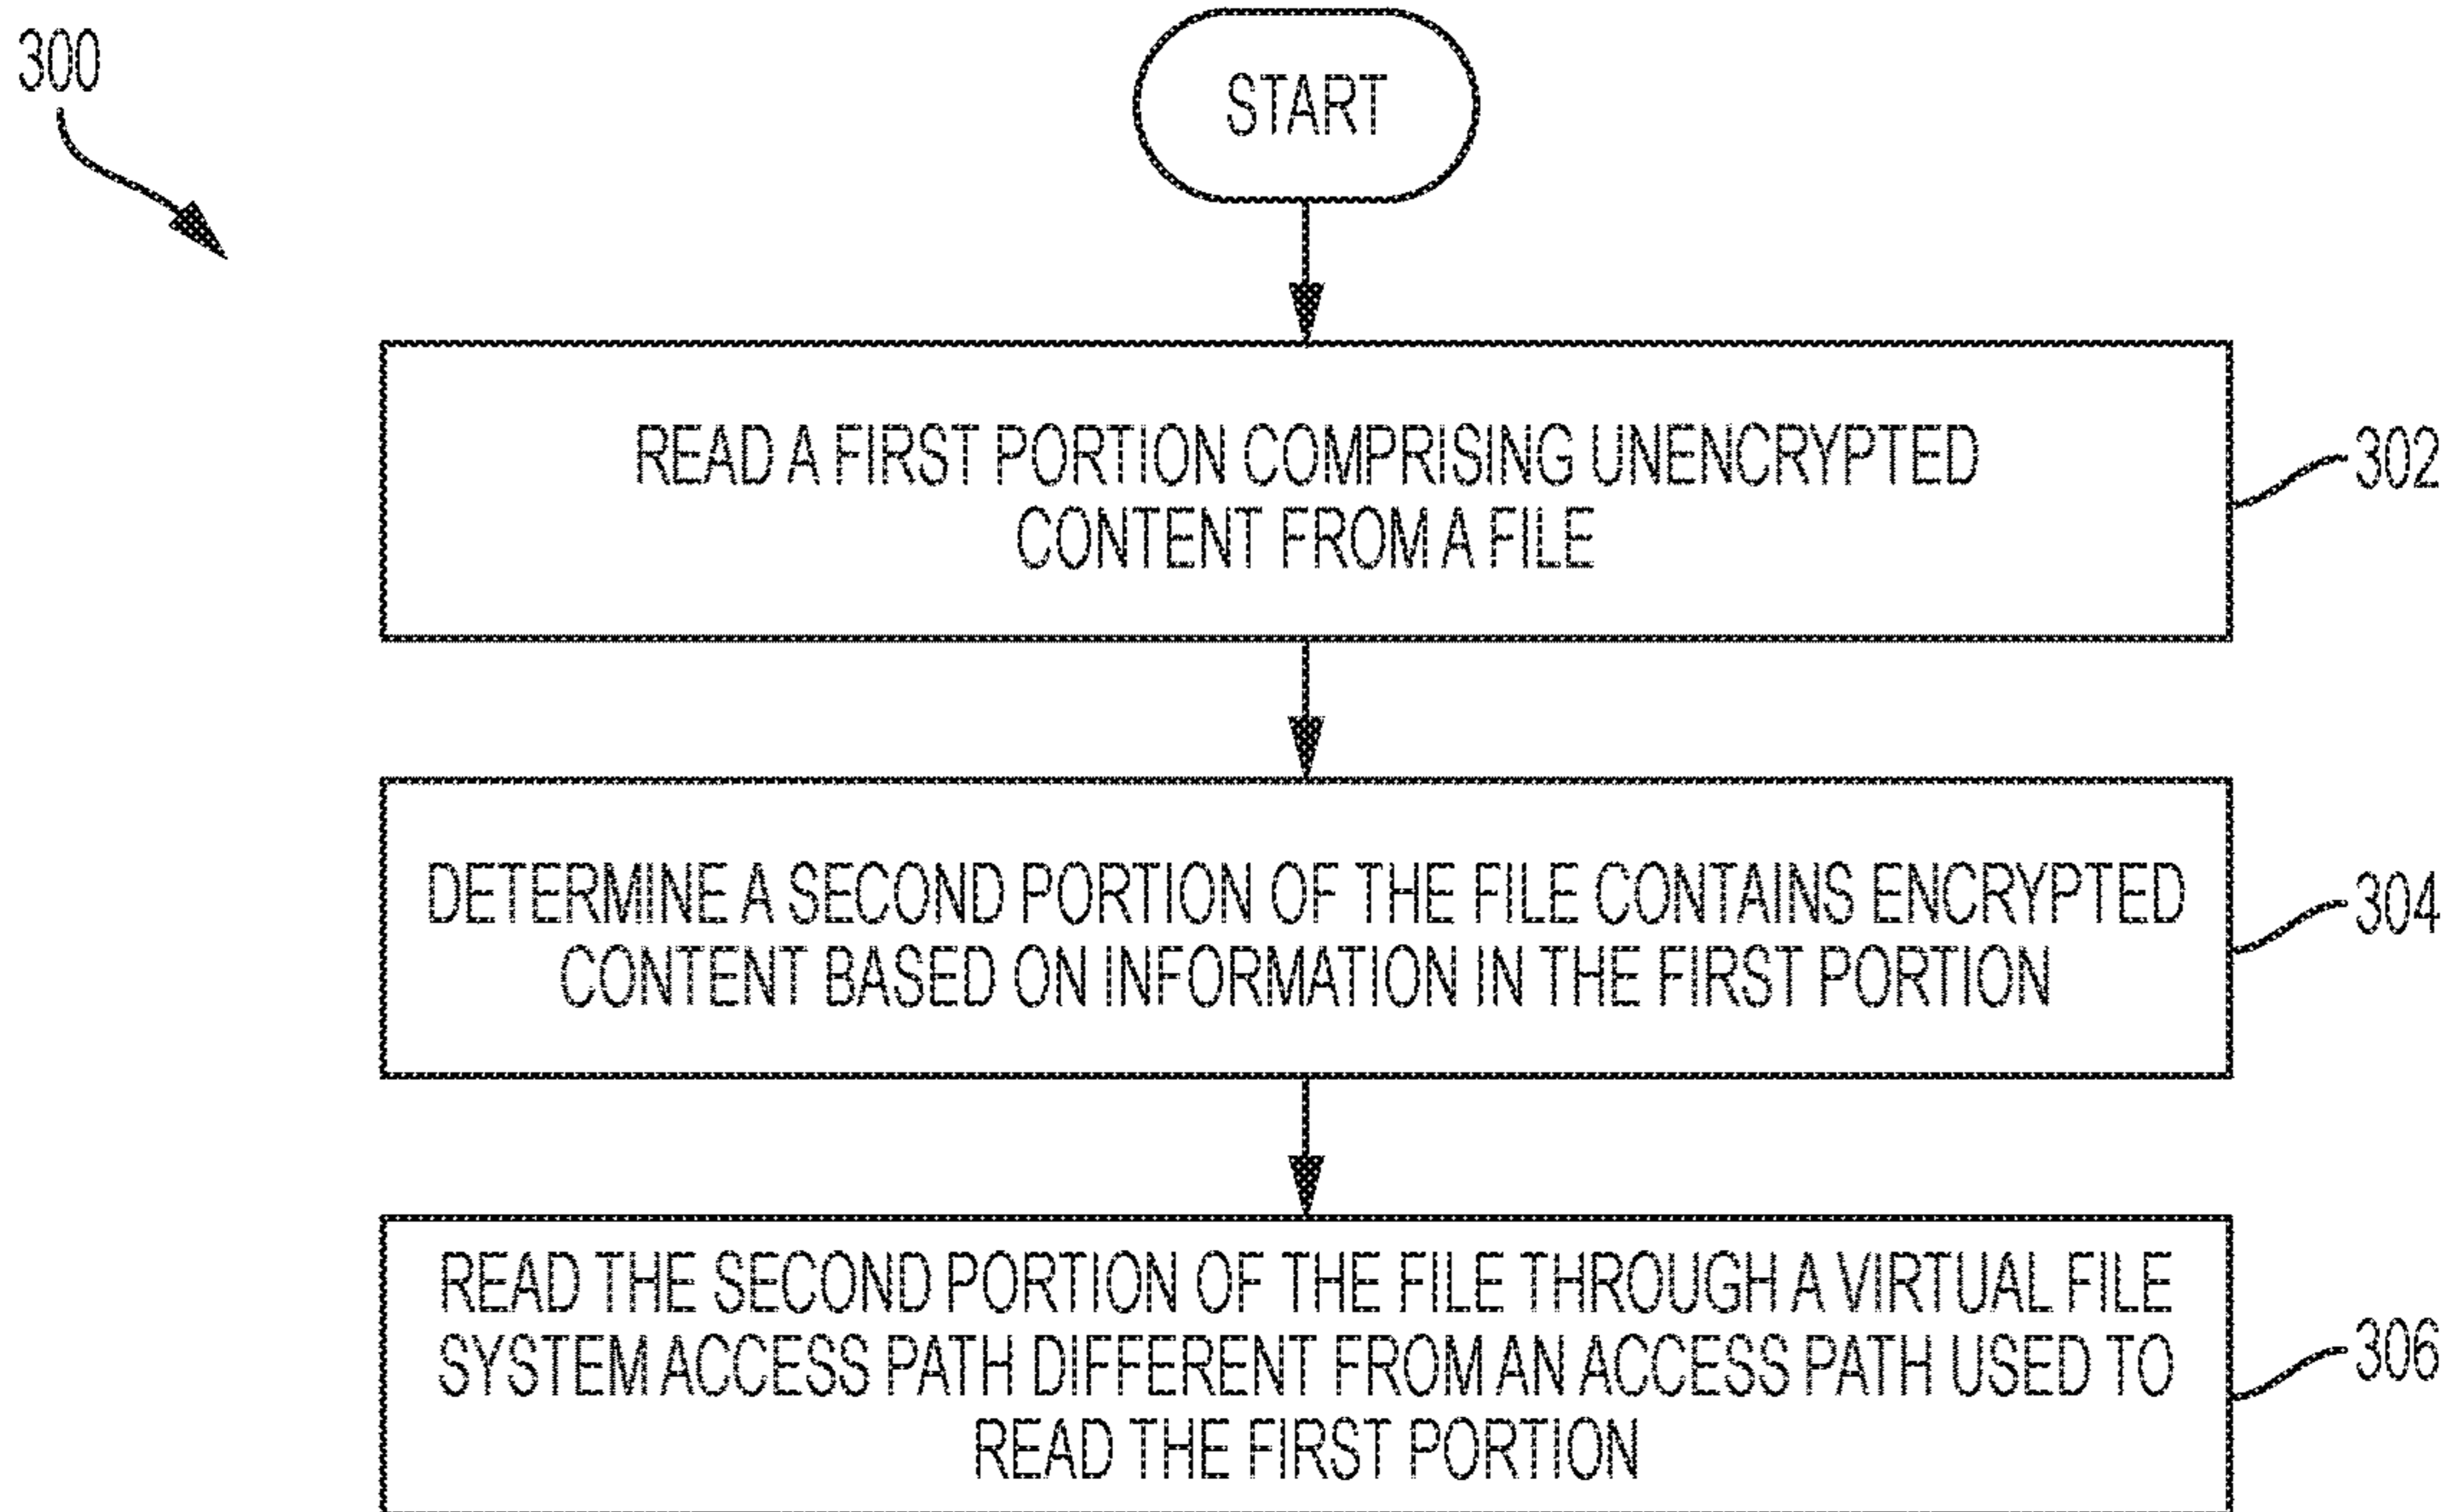 300
START
READ A FIRST PORTION COMPRISING UNENCRYPTED
CONTENT FROM A FILE
302
DETERMINE A SECOND PORTION OF THE FILE CONTAINS ENCRYPTED
CONTENT BASED ON INFORMATION IN THE FIRST PORTION
304
READ THE SECOND PORTION OF THE FILE THROUGH A VIRTUAL FILE
SYSTEM ACCESS PATH DIFFERENT FROM AN ACCESS PATH USED TO
READ THE FIRST PORTION
306